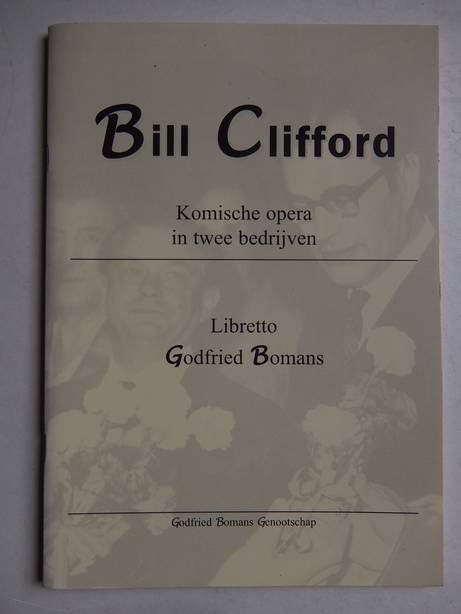 Bill Clifford
Komische opera
in twee bedrijven
Libretto
Godfried Bomans
Godfried Bomans Genootschap